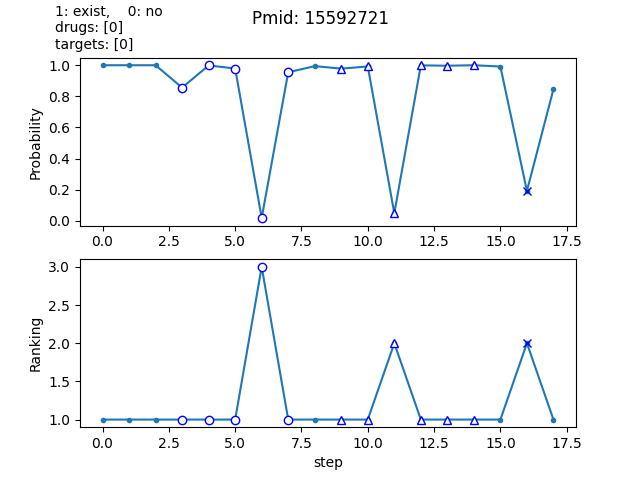 1: exist,    0: no
drugs: [0]
targets: [0]
Pmid: 15592721
Probability
1.0
0.8
0.6
0.4
0.2
0.0
0.0 2.5 5.0 7.5 10.0 12.5 15.0 17.5
Ranking
3.0
2.5
2.0
1.5
1.0
0.0 2.5 5.0 7.5 10.0 12.5 15.0 17.5
step